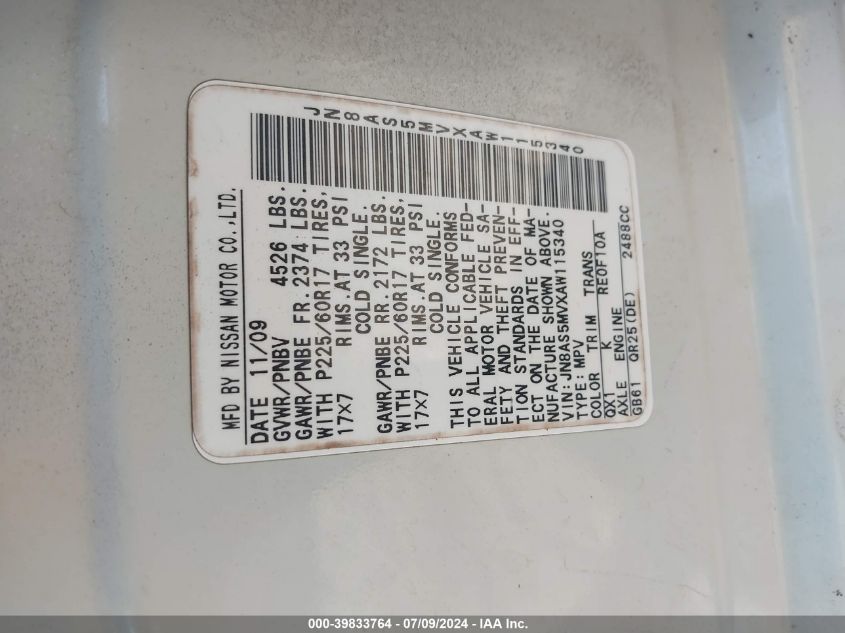 JN8AS5MVXAW115340
MFD BY NISSAN MOTOR CO.,LTD.
DATE 11/09
GVWR/PNBV 4526 LBS.
GAWR/PNBE FR. 2374 LBS.
WITH P225/60R17 TIRES,
17X7 RIMS. AT 33 PSI
COLD SINGLE.
GAWR/PNBE RR. 2172 LBS.
WITH P225/60R17 TIRES,
17X7 RIMS. AT 33 PSI
COLD SINGLE.
THIS VEHICLE CONFORMS
TO ALL APPLICABLE FED-
ERAL MOTOR VEHICLE SA-
FETY AND THEFT PREVEN-
TION STANDARDS IN EFF-
ECT ON THE DATE OF MA-
NUFACTURE SHOWN ABOVE.
VIN: JN8AS5MVXAW115340
TYPE: MPV
COLOR TRIM TRANS
QX1 K RE0F10A
AXLE ENGINE
GB61 QR25(DE) 2488CC
000-39833764 - 07/09/2024 - IAA Inc.